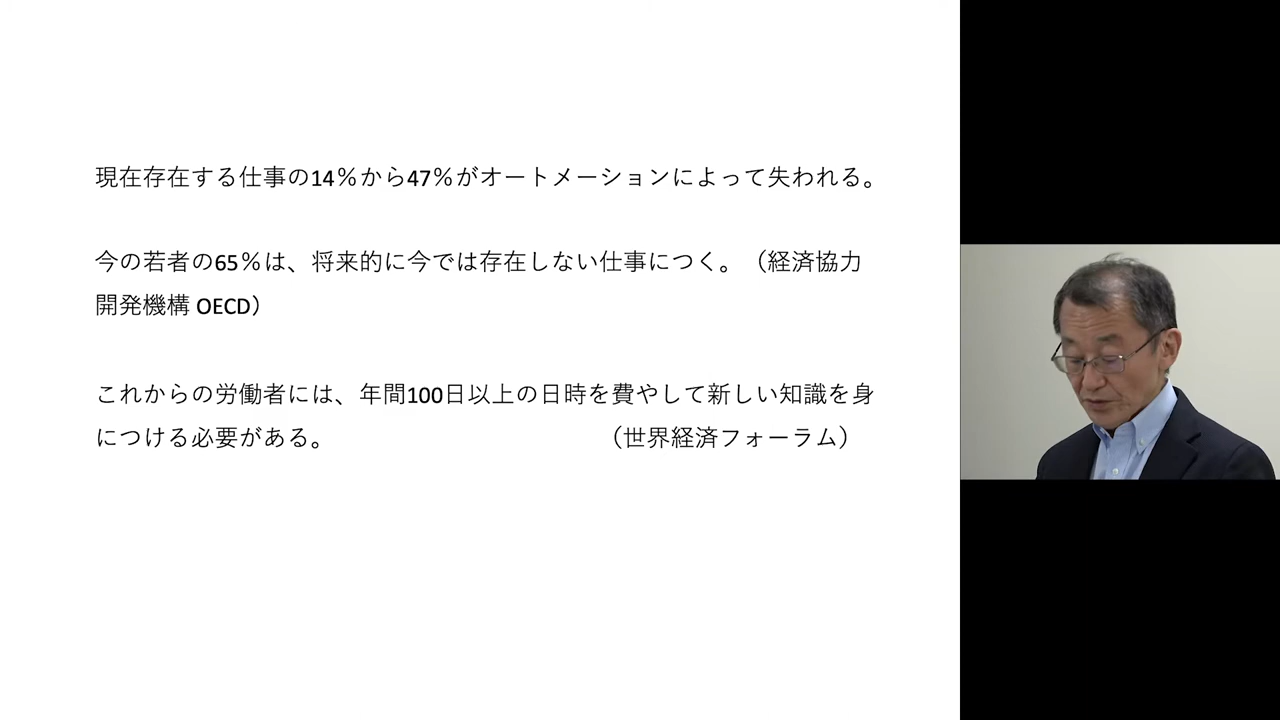 現在存在する仕事の14％から47％がオートメーションによって失われる。
今の若者の65％は、将来的に今では存在しない仕事につく。（経済協力
開発機構 OECD）
これからの労働者には、年間100日以上の日時を費やして新しい知識を身
につける必要がある。 （世界経済フォーラム）